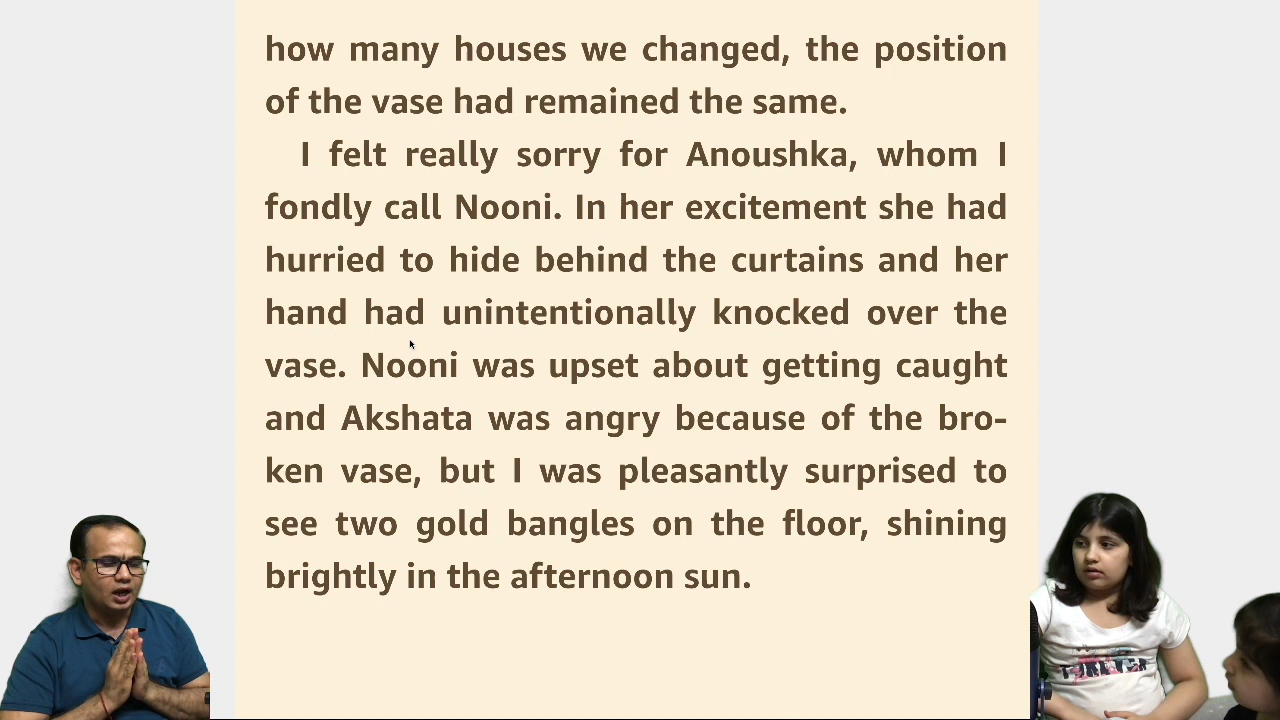 how many houses we changed, the position
of the vase had remained the same.
I felt really sorry for Anoushka, whom I
fondly call Nooni. In her excitement she had
hurried to hide behind the curtains and her
hand had unintentionally knocked over the
vase. Nooni was upset about getting caught
and Akshata was angry because of the bro-
ken vase, but I was pleasantly surprised to
see two gold bangles on the floor, shining
brightly in the afternoon sun.